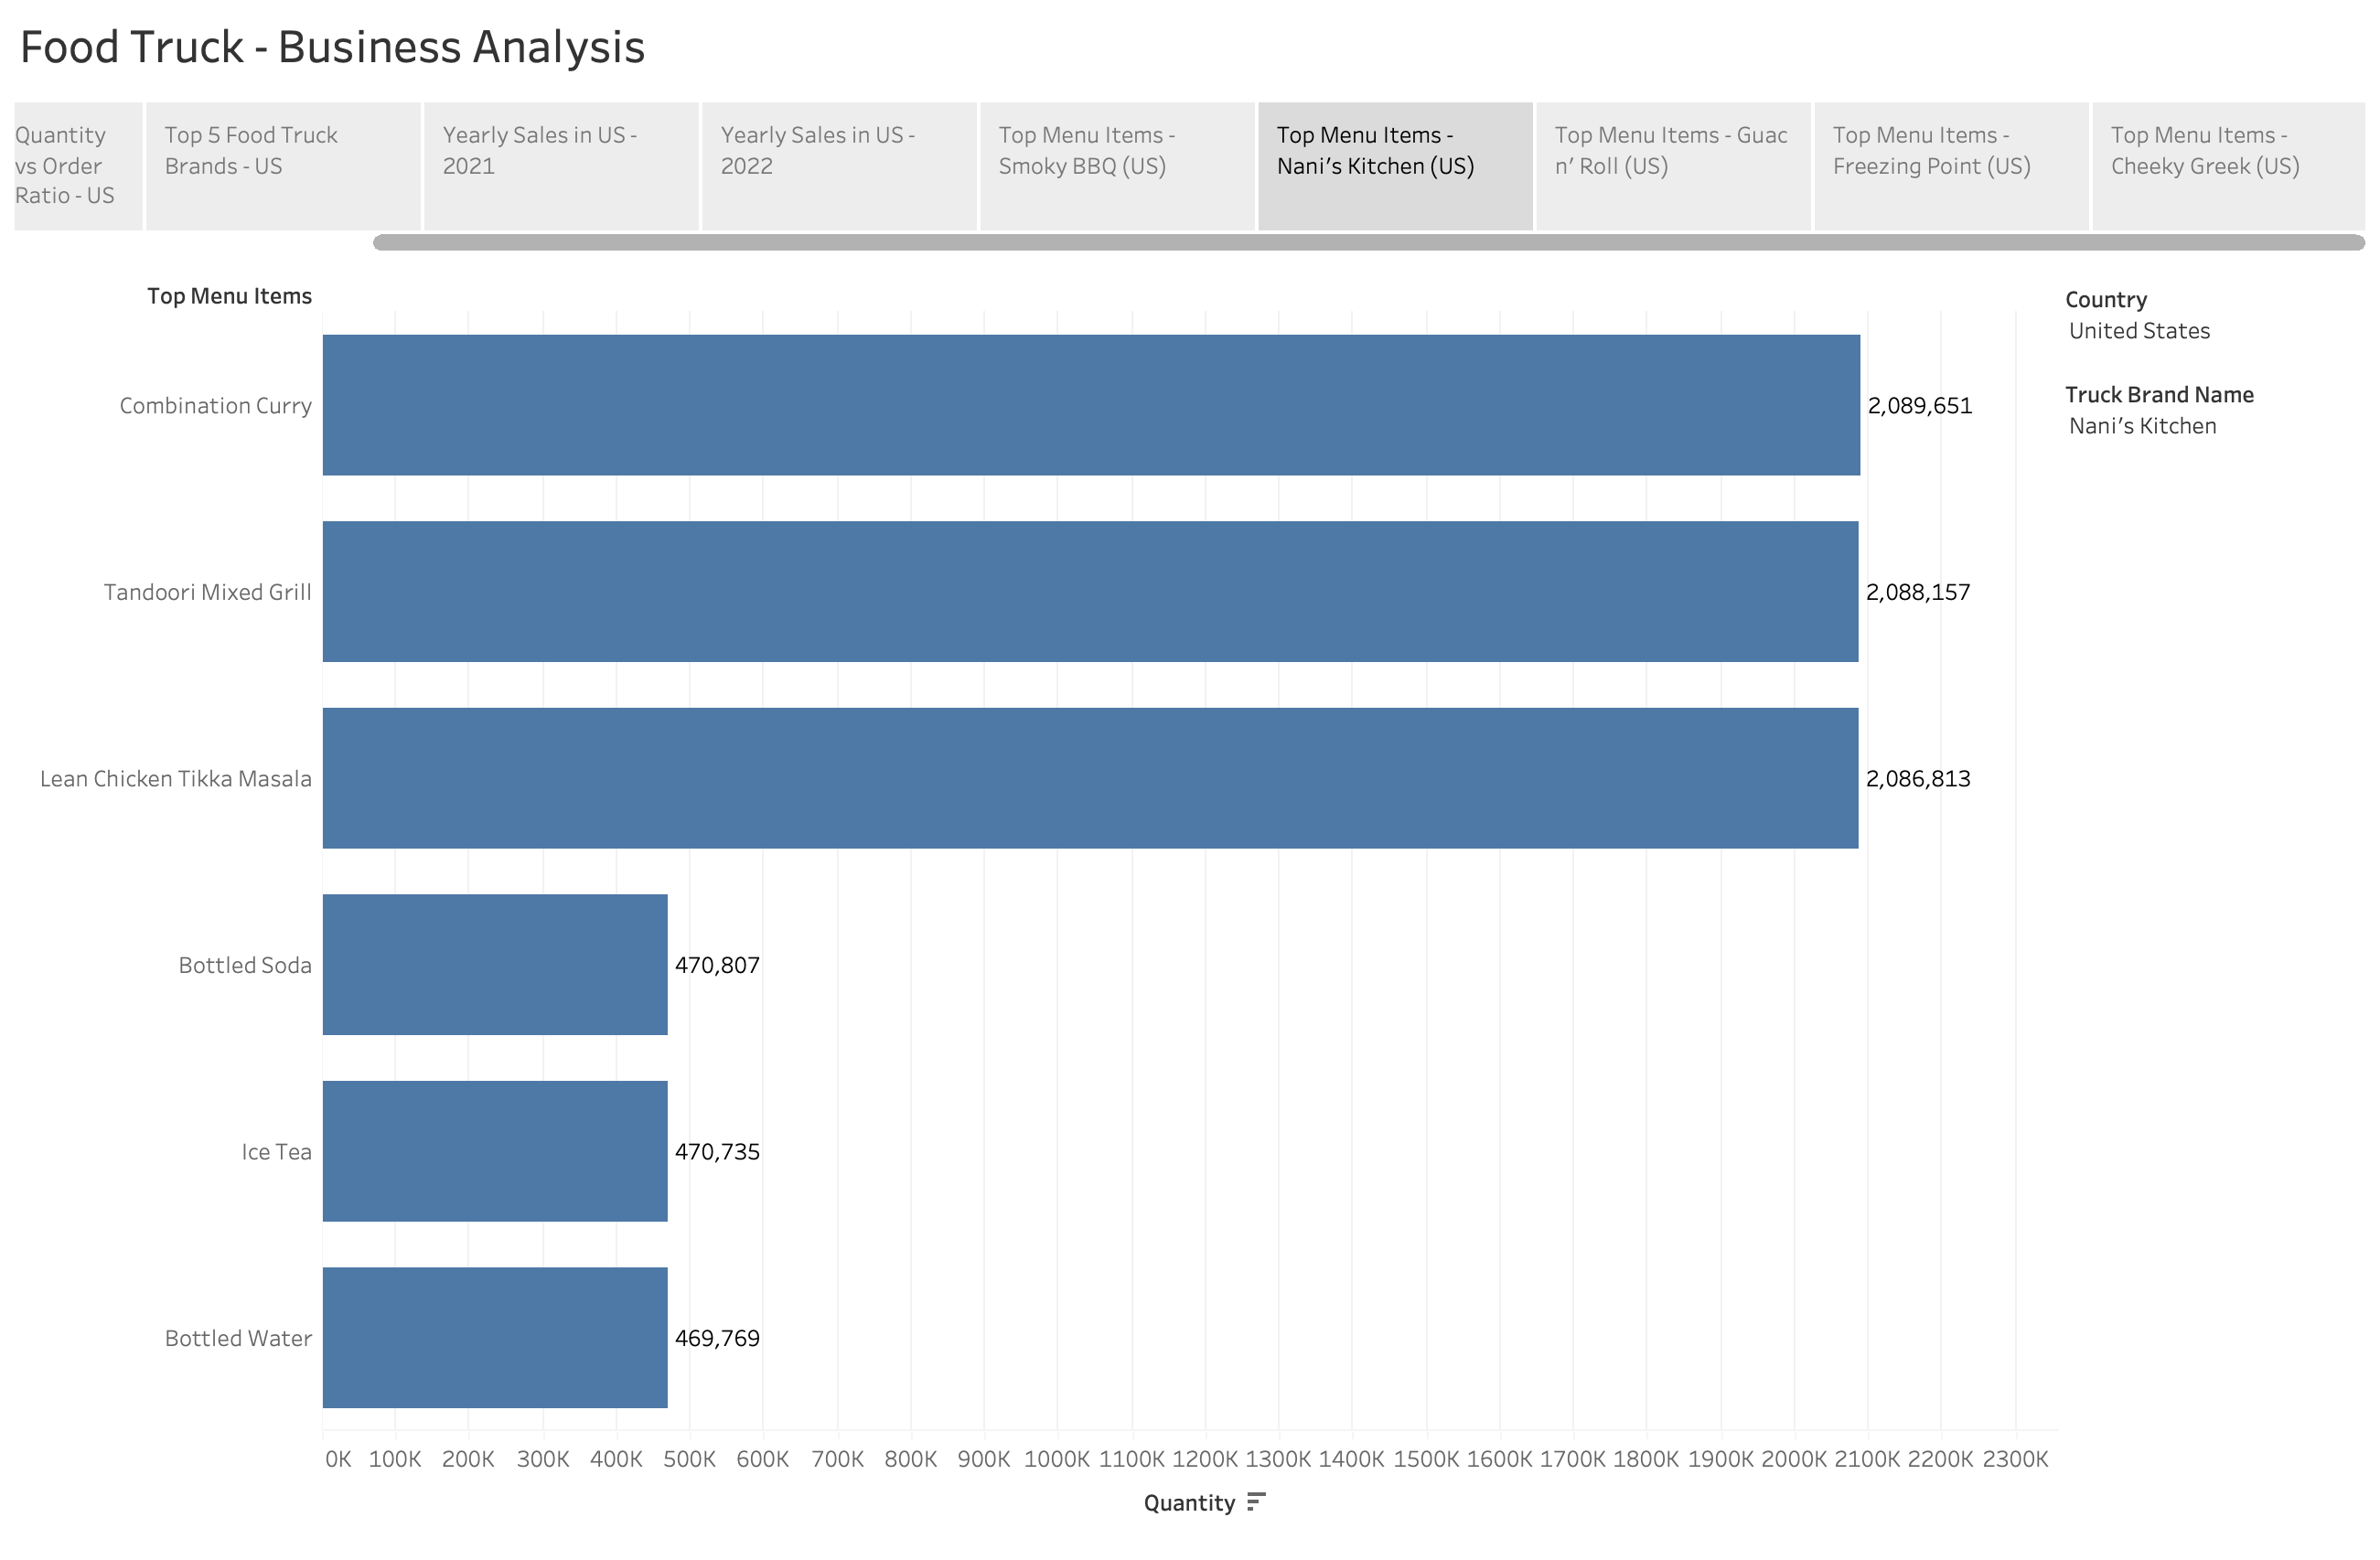 Food Truck - Business Analysis
Quantity
vs Order
Ratio - US
Top 5 Food Truck
Brands - US
Yearly Sales in US -
2021
Yearly Sales in US -
2022
Top Menu Items -
Smoky BBQ (US)
Top Menu Items -
Nani’s Kitchen (US)
Top Menu Items - Guac
n’ Roll (US)
Top Menu Items -
Freezing Point (US)
Top Menu Items -
Cheeky Greek (US)
Top Menu Items
Combination Curry
2,089,651
Tandoori Mixed Grill
2,088,157
Lean Chicken Tikka Masala
2,086,813
Bottled Soda
470,807
Ice Tea
470,735
Bottled Water
469,769
0K 100K 200K 300K 400K 500K 600K 700K 800K 900K 1000K 1100K 1200K 1300K 1400K 1500K 1600K 1700K 1800K 1900K 2000K 2100K 2200K 2300K
Quantity
Country
United States
Truck Brand Name
Nani’s Kitchen